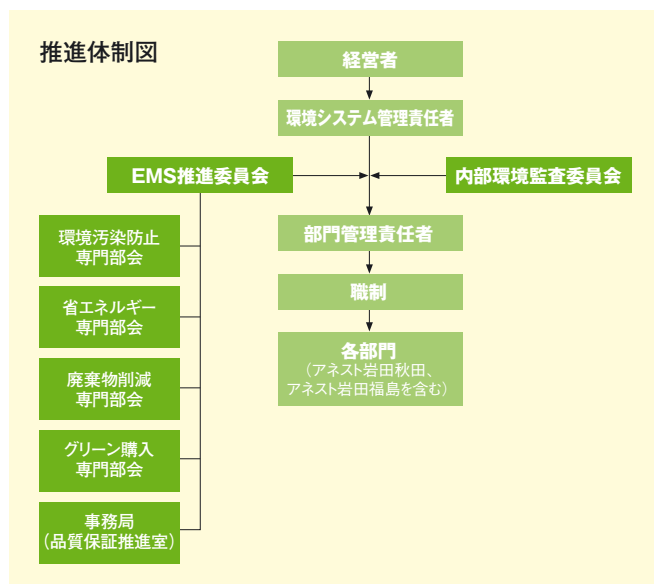 推進体制図
経営者
環境システム管理責任者
EMS推進委員会
内部環境監査委員会
部門管理責任者
職制
各部門
(アネスト岩田秋田、
アネスト岩田福島を含む)
環境汚染防止
専門部会
省エネルギー
専門部会
廃棄物削減
専門部会
グリーン購入
専門部会
事務局
(品質保証推進室)